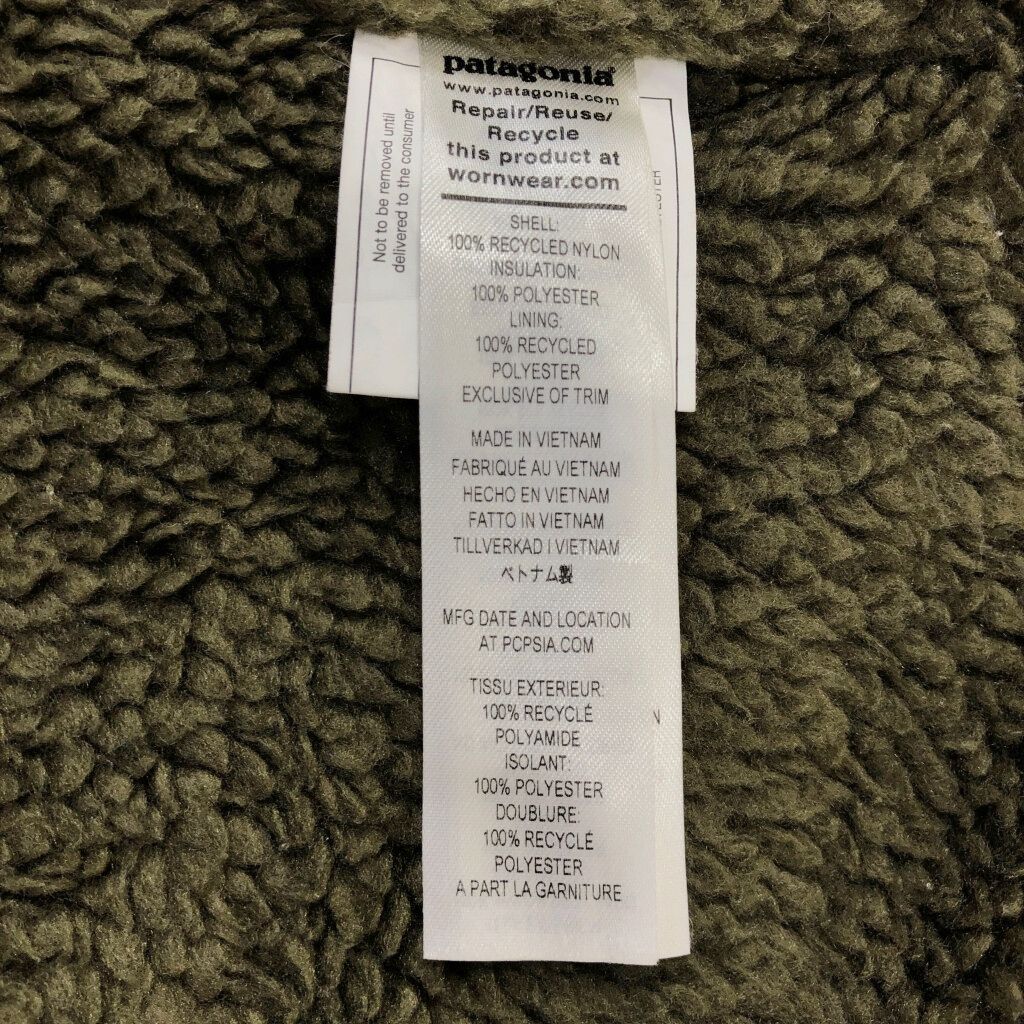 patagonia®
www.patagonia.com
Repair/Reuse/
Recycle
this product at
wornwear.com
SHELL:
100% RECYCLED NYLON
INSULATION:
100% POLYESTER
LINING:
100% RECYCLED
POLYESTER
EXCLUSIVE OF TRIM
MADE IN VIETNAM
FABRIQUÉ AU VIETNAM
HECHO EN VIETNAM
FATTO IN VIETNAM
TILLVERKAD I VIETNAM
ベトナム製
MFG DATE AND LOCATION
AT PCPSIA.COM
TISSU EXTERIEUR:
100% RECYCLÉ
POLYAMIDE
ISOLANT:
100% POLYESTER
DOUBLURE:
100% RECYCLÉ
POLYESTER
A PART LA GARNITURE
Not to be removed until
delivered to the consumer